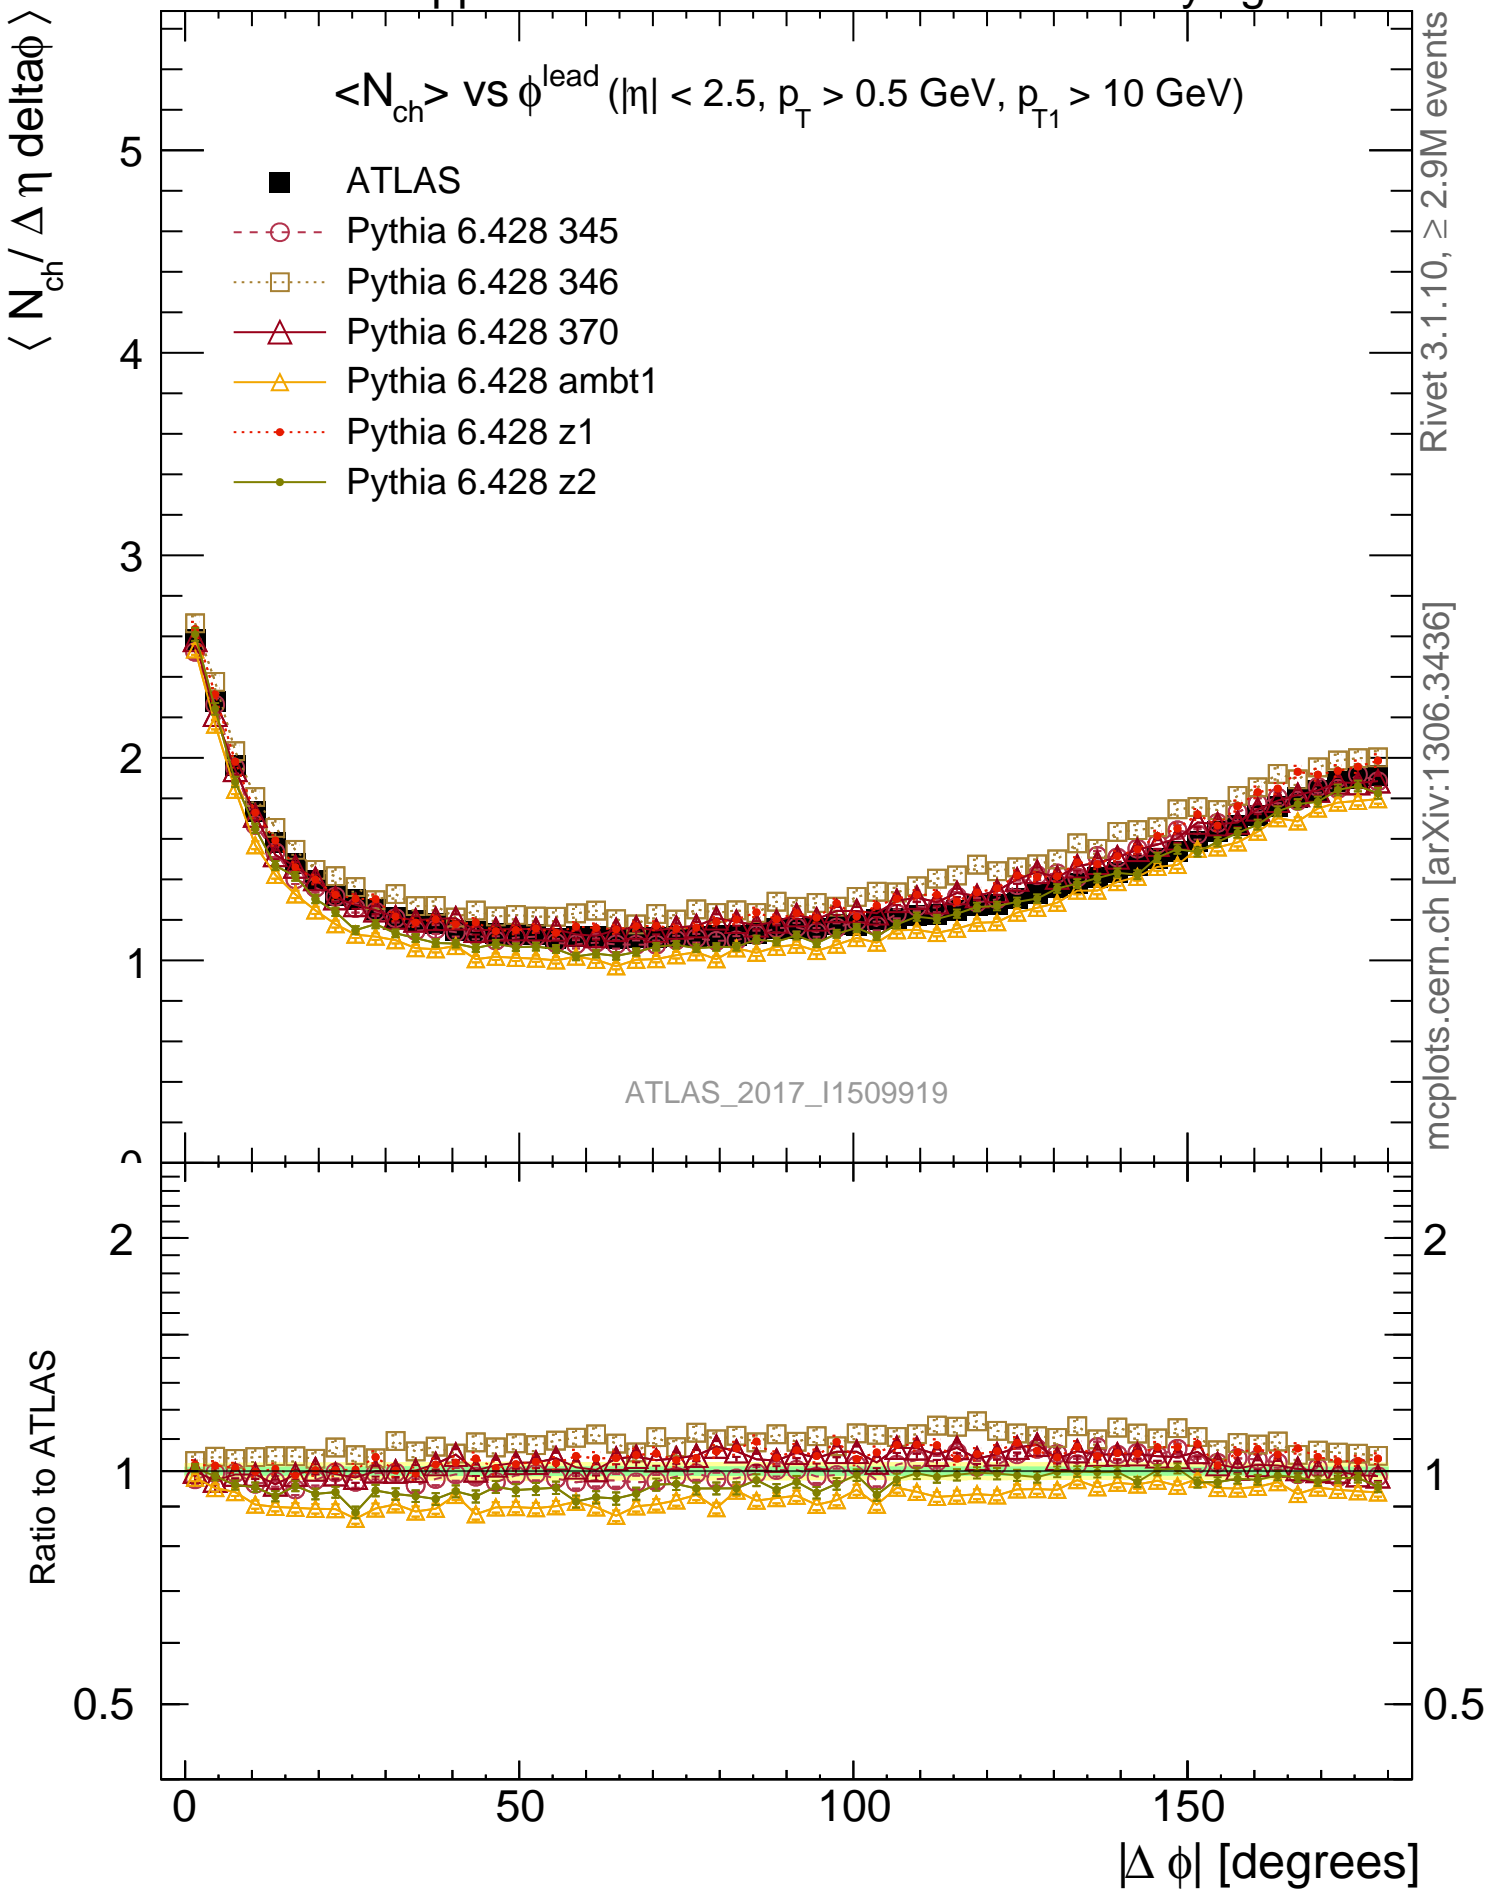 <N_ch> vs ϕ^lead (|η| < 2.5, p_T > 0.5 GeV, p_T1 > 10 GeV)
⟨ N_ch / Δ η deltaϕ ⟩
ATLAS
Pythia 6.428 345
Pythia 6.428 346
Pythia 6.428 370
Pythia 6.428 ambt1
Pythia 6.428 z1
Pythia 6.428 z2
5
4
3
2
1
ATLAS_2017_I1509919
Rivet 3.1.10, ≥ 2.9M events
mcplots.cern.ch [arXiv:1306.3436]
Ratio to ATLAS
2
1
0.5
2
1
0.5
0
50
100
150
|Δ ϕ| [degrees]